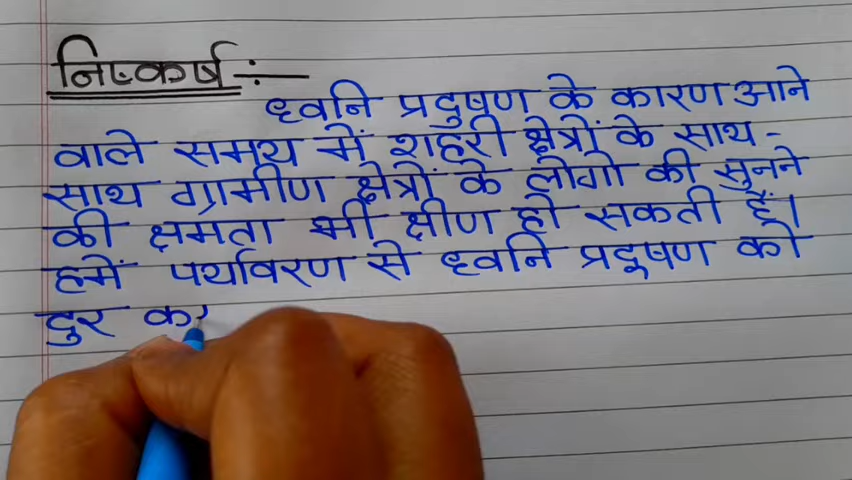 निष्कर्ष :-
ध्वनि प्रदुषण के कारण आने
वाले समय में शहरी क्षेत्रों के साथ -
साथ ग्रामीण क्षेत्रों के लोगो की सुनने
की क्षमता भी क्षीण हो सकती हैं।
हमें पर्यावरण से ध्वनि प्रदूषण को
दुर